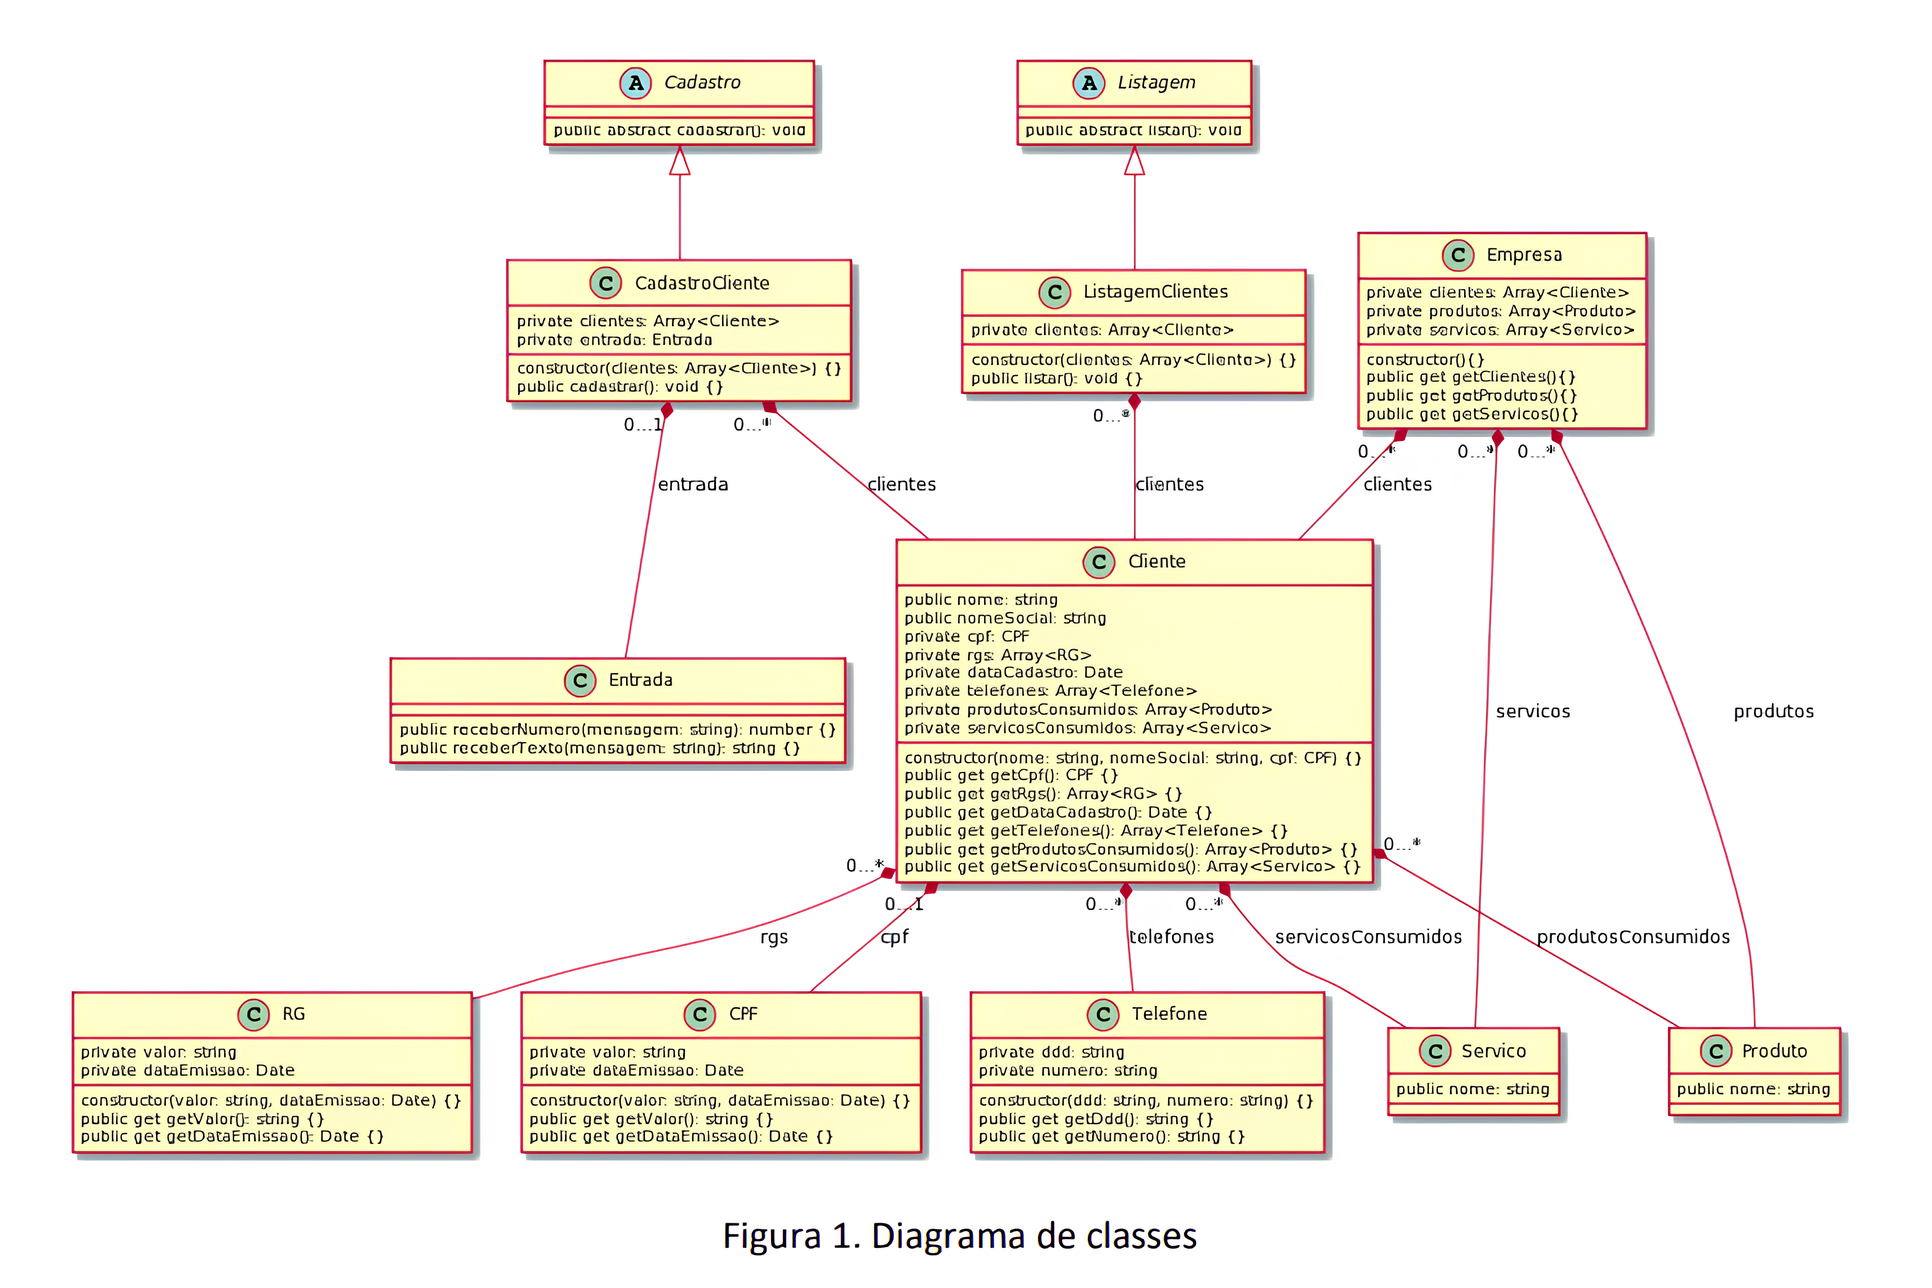 A Cadastro
public abstract cadastrar(): void
A Listagem
public abstract listar(): void
C CadastroCliente
private clientes: Array<Cliente>
private entrada: Entrada
constructor(clientes: Array<Cliente>) {}
public cadastrar(): void {}
C ListagemClientes
private clientes: Array<Cliente>
constructor(clientes: Array<Cliente>) {}
public listar(): void {}
C Empresa
private clientes: Array<Cliente>
private produtos: Array<Produto>
private servicos: Array<Servico>
constructor(){}
public get getClientes(){}
public get getProdutos(){}
public get getServicos(){}
0...1
0...*
0...*
0...*
0...*
0...*
entrada
clientes
clientes
clientes
C Cliente
public nome: string
public nomeSocial: string
private cpf: CPF
private rgs: Array<RG>
private dataCadastro: Date
private telefones: Array<Telefone>
private produtosConsumidos: Array<Produto>
private servicosConsumidos: Array<Servico>
constructor(nome: string, nomeSocial: string, cpf: CPF) {}
public get getCpf(): CPF {}
public get getRgs(): Array<RG> {}
public get getDataCadastro(): Date {}
public get getTelefones(): Array<Telefone> {}
public get getProdutosConsumidos(): Array<Produto> {}
public get getServicosConsumidos(): Array<Servico> {}
C Entrada
public receberNumero(mensagem: string): number {}
public receberTexto(mensagem: string): string {}
servicos
produtos
0...*
0...1
0...*
0...*
0...*
rgs
cpf
telefones
servicosConsumidos
produtosConsumidos
C RG
private valor: string
private dataEmissao: Date
constructor(valor: string, dataEmissao: Date) {}
public get getValor(): string {}
public get getDataEmissao(): Date {}
C CPF
private valor: string
private dataEmissao: Date
constructor(valor: string, dataEmissao: Date) {}
public get getValor(): string {}
public get getDataEmissao(): Date {}
C Telefone
private ddd: string
private numero: string
constructor(ddd: string, numero: string) {}
public get getDdd(): string {}
public get getNumero(): string {}
C Servico
public nome: string
C Produto
public nome: string
Figura 1. Diagrama de classes